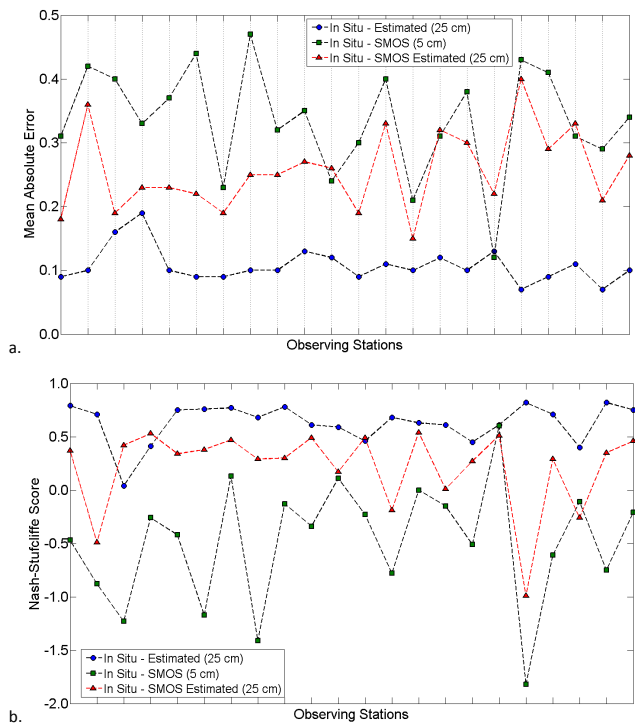 a.
0.5
0.4
0.3
0.2
0.1
0.0
Mean Absolute Error
In Situ - Estimated (25 cm)
In Situ - SMOS (5 cm)
In Situ - SMOS Estimated (25 cm)
Observing Stations
b.
1.0
0.5
0.0
-0.5
-1.0
-1.5
-2.0
Nash-Stufcliffe Score
In Situ - Estimated (25 cm)
In Situ - SMOS (5 cm)
In Situ - SMOS Estimated (25 cm)
Observing Stations